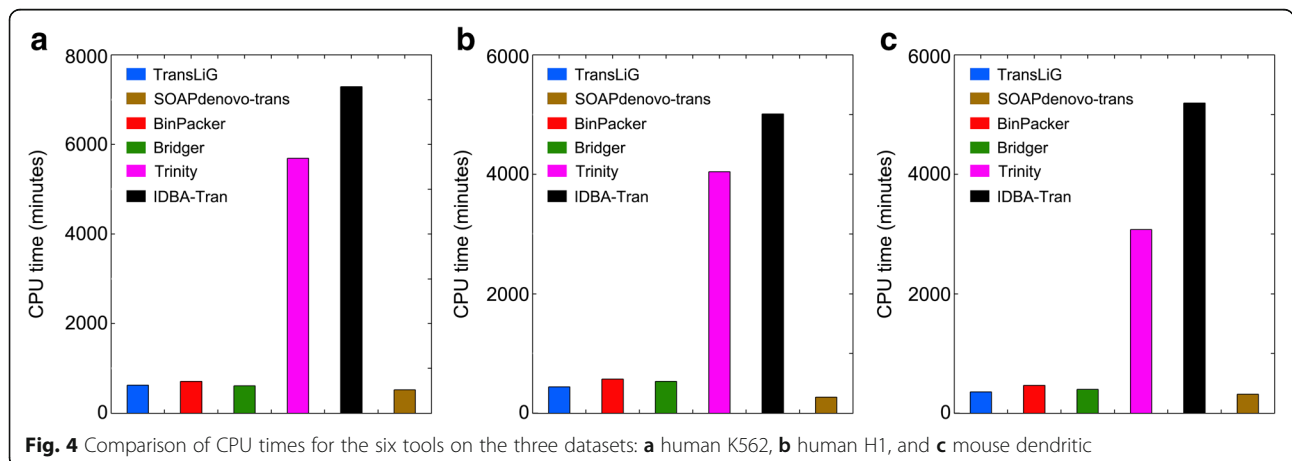 a
8000
6000
4000
2000
0
CPU time (minutes)
TransLiG
SOAPdenovo-trans
BinPacker
Bridger
Trinity
IDBA-Tran
b
6000
4000
2000
0
CPU time (minutes)
TransLiG
SOAPdenovo-trans
BinPacker
Bridger
Trinity
IDBA-Tran
c
6000
4000
2000
0
CPU time (minutes)
TransLiG
SOAPdenovo-trans
BinPacker
Bridger
Trinity
IDBA-Tran
Fig. 4 Comparison of CPU times for the six tools on the three datasets: a human K562, b human H1, and c mouse dendritic